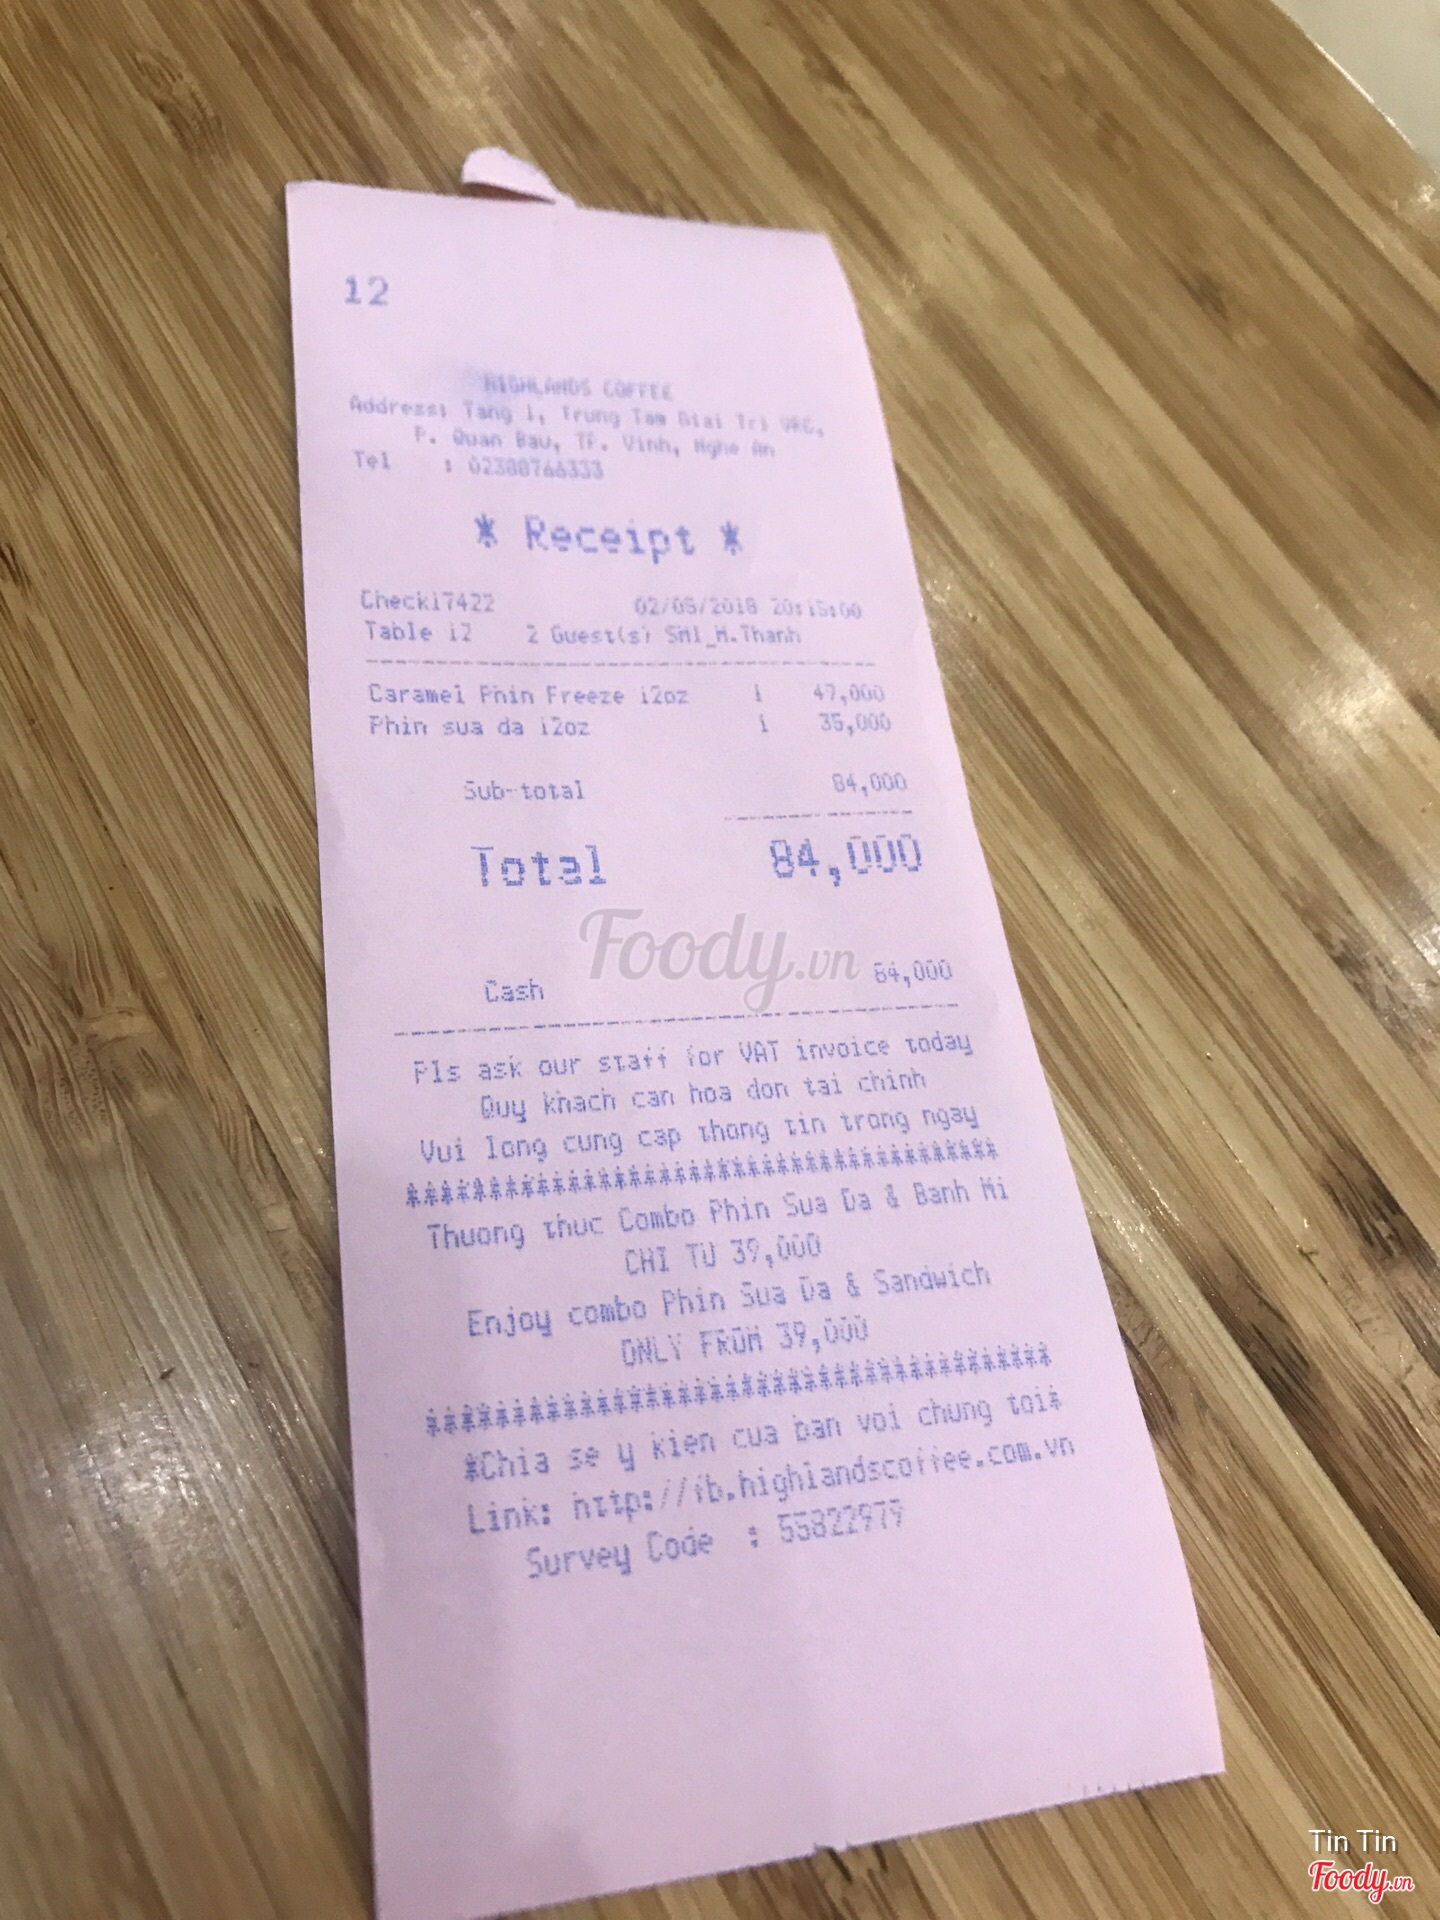 12
HIGHLANDS COFFEE
Address: Tang 1, Trung Tam Giai Tri VRC,
P. Quan Bau, TP. Vinh, Nghe An
Tel : 02388766333
* Receipt *
Check17422 02/05/2018 20:15:00
Table 12 2 Guest(s) SM1_M.Thanh
Caramel Phin Freeze 12oz 1 47,000
Phin sua da 12oz 1 35,000
Sub-total 84,000
Total 84,000
Cash 84,000
Pls ask our staff for VAT invoice today
Quy khach can hoa don tai chinh
Vui long cung cap thong tin trong ngay
************************************
Thuong thuc Combo Phin Sua Da & Banh Mi
CHI TU 39,000
Enjoy combo Phin Sua Da & Sandwich
ONLY FROM 39,000
************************************
*Chia se y kien cua ban voi chung toi*
Link: http://fb.highlandscoffee.com.vn
Survey Code : 55822979
Foody.vn
Tin Tin
Foody.vn